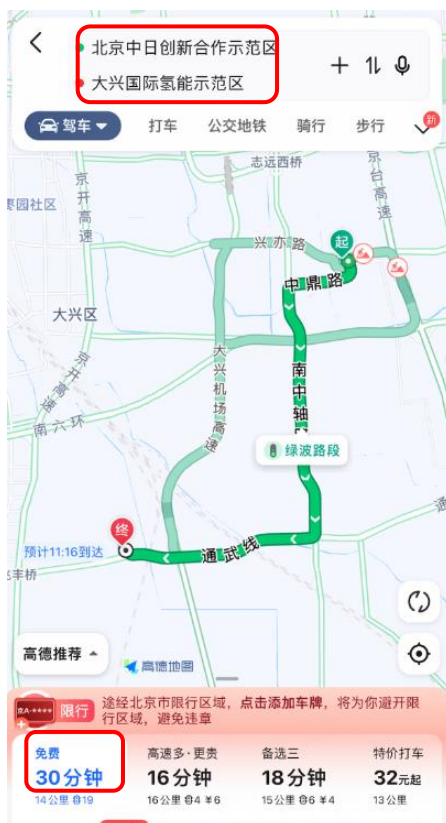 北京中日创新合作示范区
大兴国际氢能示范区
驾车
打车
公交地铁
骑行
步行
新
志远西桥
京台高速
京开高速
枣园社区
兴亦路
起
中鼎路
大兴区
大兴机场高速
南中轴
京开高速
南六环
绿波路段
终
通武线
预计11:16到达
丰桥
高德推荐
高德地图
京A·****
限行
途经北京市限行区域，点击添加车牌，将为你避开限
行区域，避免违章
免费
高速多·更贵
备选三
特价打车
30分钟
16分钟
18分钟
32元起
14公里 19
16公里 4 ¥6
15公里 6 ¥4
13公里